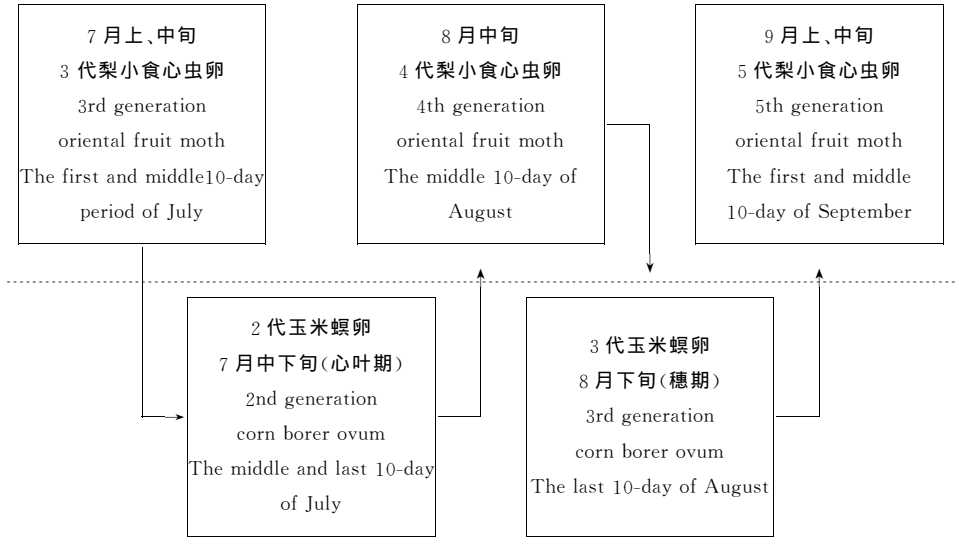 7 月上、中旬
3 代梨小食心虫卵
3rd generation
oriental fruit moth
The first and middle10-day
period of July
8 月中旬
4 代梨小食心虫卵
4th generation
oriental fruit moth
The middle 10-day of
August
9 月上、中旬
5 代梨小食心虫卵
5th generation
oriental fruit moth
The first and middle
10-day of September
2 代玉米螟卵
7 月中下旬(心叶期)
2nd generation
corn borer ovum
The middle and last 10-day
of July
3 代玉米螟卵
8 月下旬(穗期)
3rd generation
corn borer ovum
The last 10-day of August